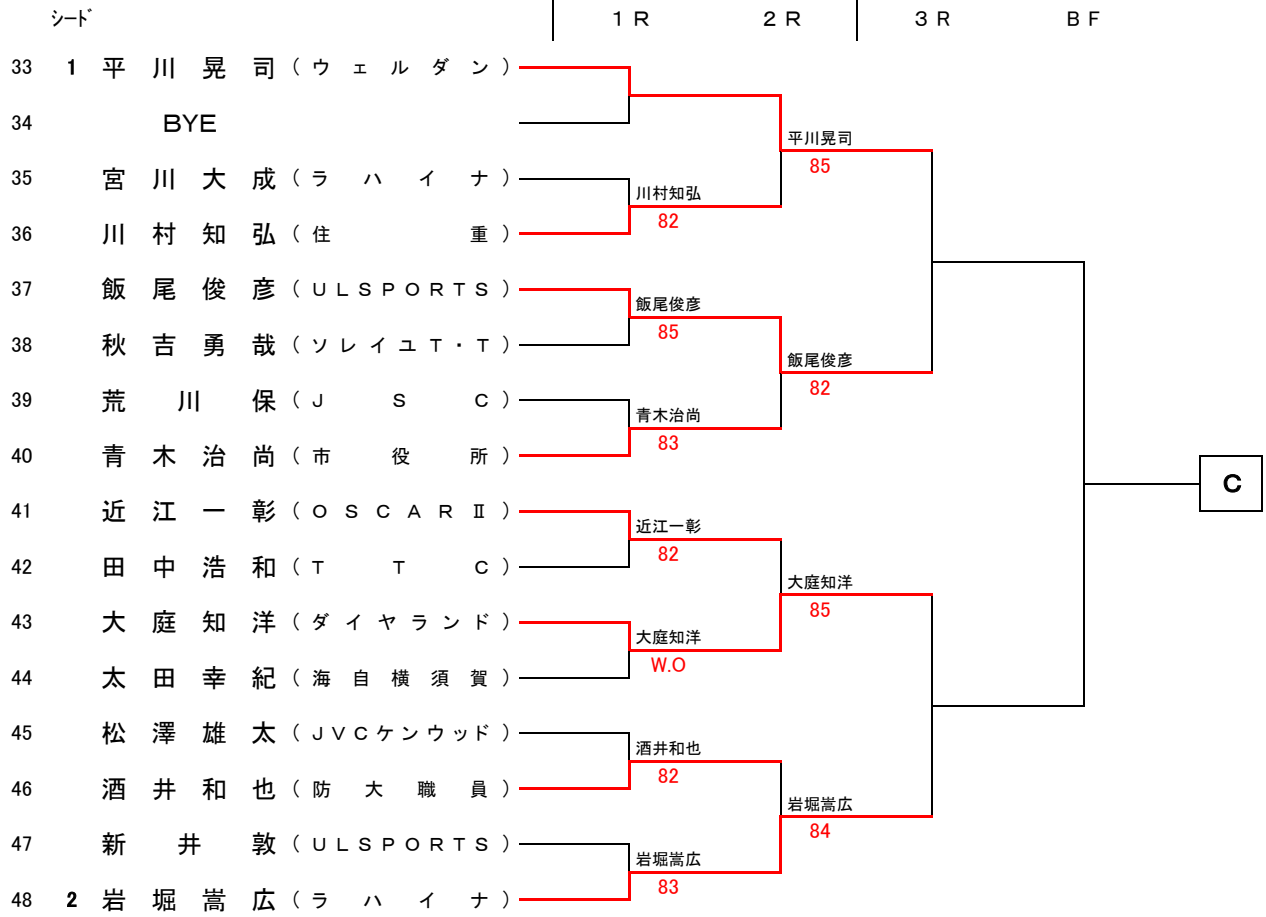 シード 1R 2R 3R BF
33 1 平川晃司（ウェルダン）
34 BYE
平川晃司
85
35 宮川大成（ラハイナ）
川村知弘
82
36 川村知弘（住重）
37 飯尾俊彦（ULSPORTS）
飯尾俊彦
85
38 秋吉勇哉（ソレイユT・T）
飯尾俊彦
82
39 荒川保（JSC）
青木治尚
83
40 青木治尚（市役所）
C
41 近江一彰（OSCARⅡ）
近江一彰
82
42 田中浩和（TTC）
大庭知洋
85
43 大庭知洋（ダイヤランド）
大庭知洋
W.O
44 太田幸紀（海自横須賀）
45 松澤雄太（JVCケンウッド）
酒井和也
82
46 酒井和也（防大職員）
岩堀嵩広
84
47 新井敦（ULSPORTS）
岩堀嵩広
83
48 2 岩堀嵩広（ラハイナ）